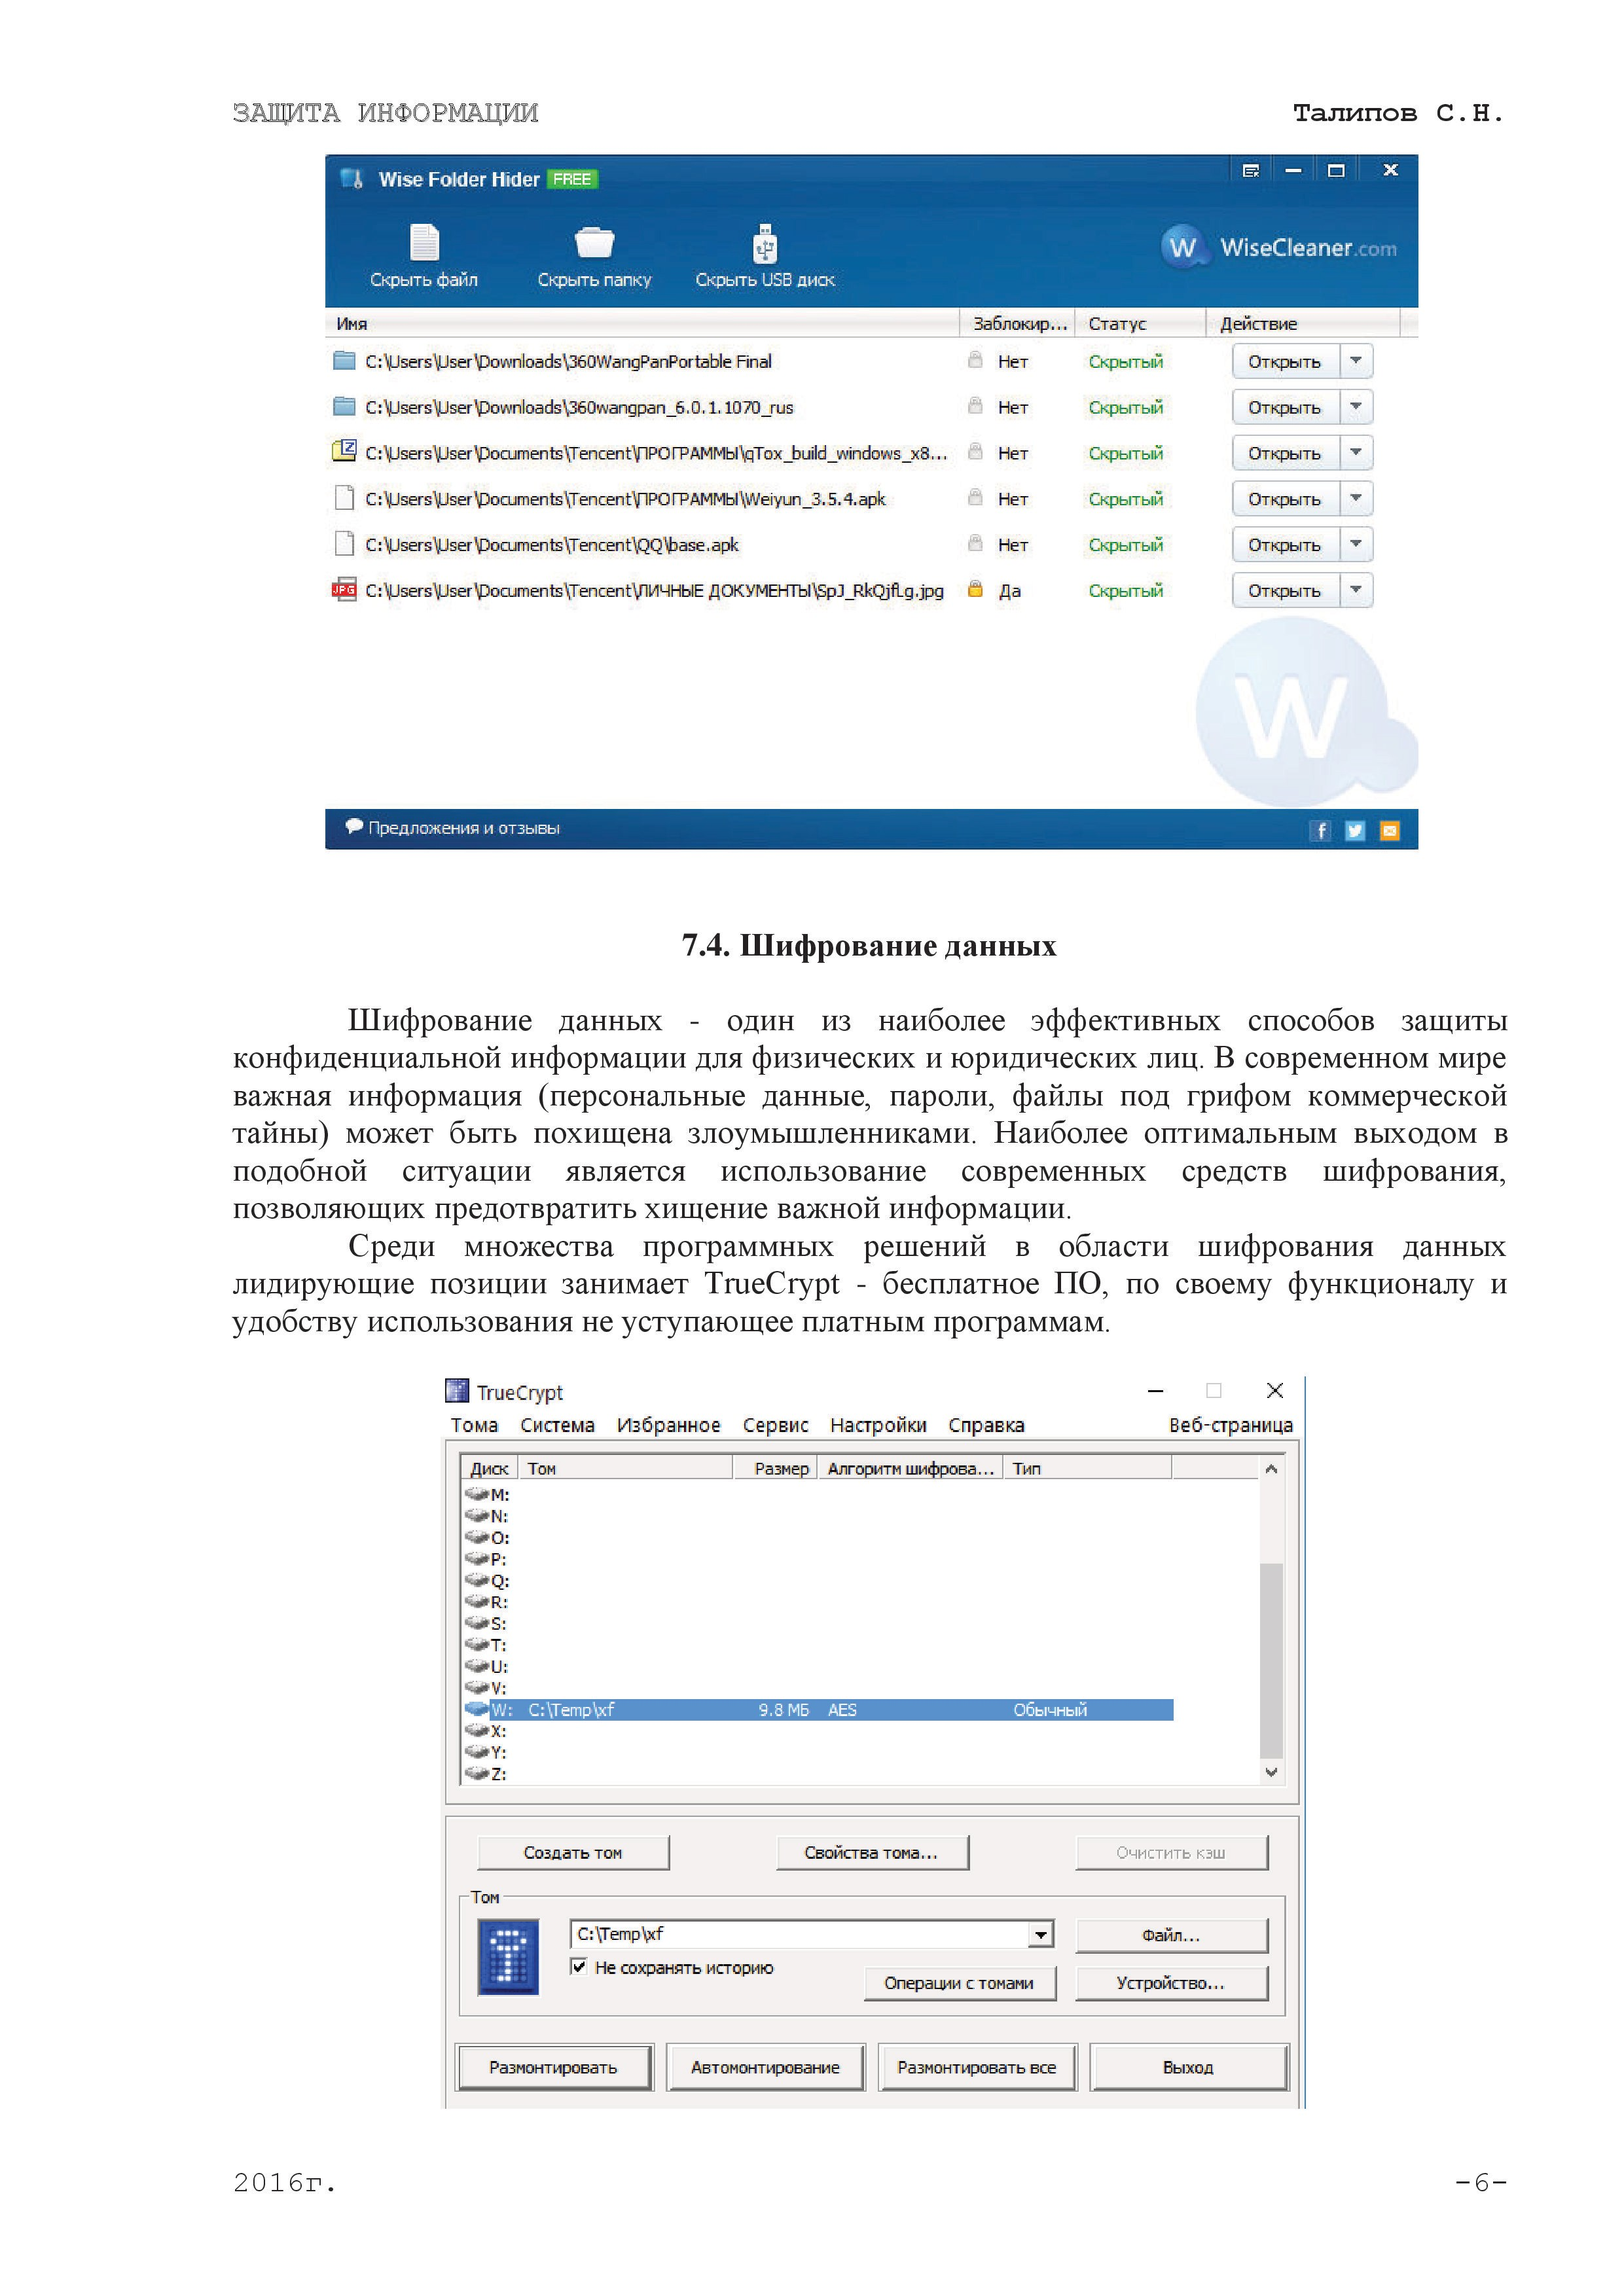 ЗАЩИТА ИНФОРМАЦИИ Талипов С.Н.
Wise Folder Hider FREE
Скрыть файл Скрыть папку Скрыть USB диск W WiseCleaner.com
Имя Заблокир... Статус Действие
C:\Users\User\Downloads\360WangPanPortable Final Нет Скрытый Открыть
C:\Users\User\Downloads\360wangpan_6.0.1.1070_rus Нет Скрытый Открыть
C:\Users\User\Documents\Tencent\ПРОГРАММЫ\qTox_build_windows_x8... Нет Скрытый Открыть
C:\Users\User\Documents\Tencent\ПРОГРАММЫ\Weiyun_3.5.4.apk Нет Скрытый Открыть
C:\Users\User\Documents\Tencent\QQ\base.apk Нет Скрытый Открыть
JPG C:\Users\User\Documents\Tencent\ЛИЧНЫЕ ДОКУМЕНТЫ\SpJ_RkQjfLg.jpg Да Скрытый Открыть
W
Предложения и отзывы
7.4. Шифрование данных
Шифрование данных - один из наиболее эффективных способов защиты
конфиденциальной информации для физических и юридических лиц. В современном мире
важная информация (персональные данные, пароли, файлы под грифом коммерческой
тайны) может быть похищена злоумышленниками. Наиболее оптимальным выходом в
подобной ситуации является использование современных средств шифрования,
позволяющих предотвратить хищение важной информации.
Среди множества программных решений в области шифрования данных
лидирующие позиции занимает TrueCrypt - бесплатное ПО, по своему функционалу и
удобству использования не уступающее платным программам.
TrueCrypt
Тома Система Избранное Сервис Настройки Справка Веб-страница
Диск Том Размер Алгоритм шифрова... Тип
M:
N:
O:
P:
Q:
R:
S:
T:
U:
V:
W: C:\Temp\xf 9.8 МБ AES Обычный
X:
Y:
Z:
Создать том Свойства тома... Очистить кэш
Том
C:\Temp\xf Файл...
Не сохранять историю
Операции с томами Устройство...
Размонтировать Автомонтирование Размонтировать все Выход
2016г. -6-